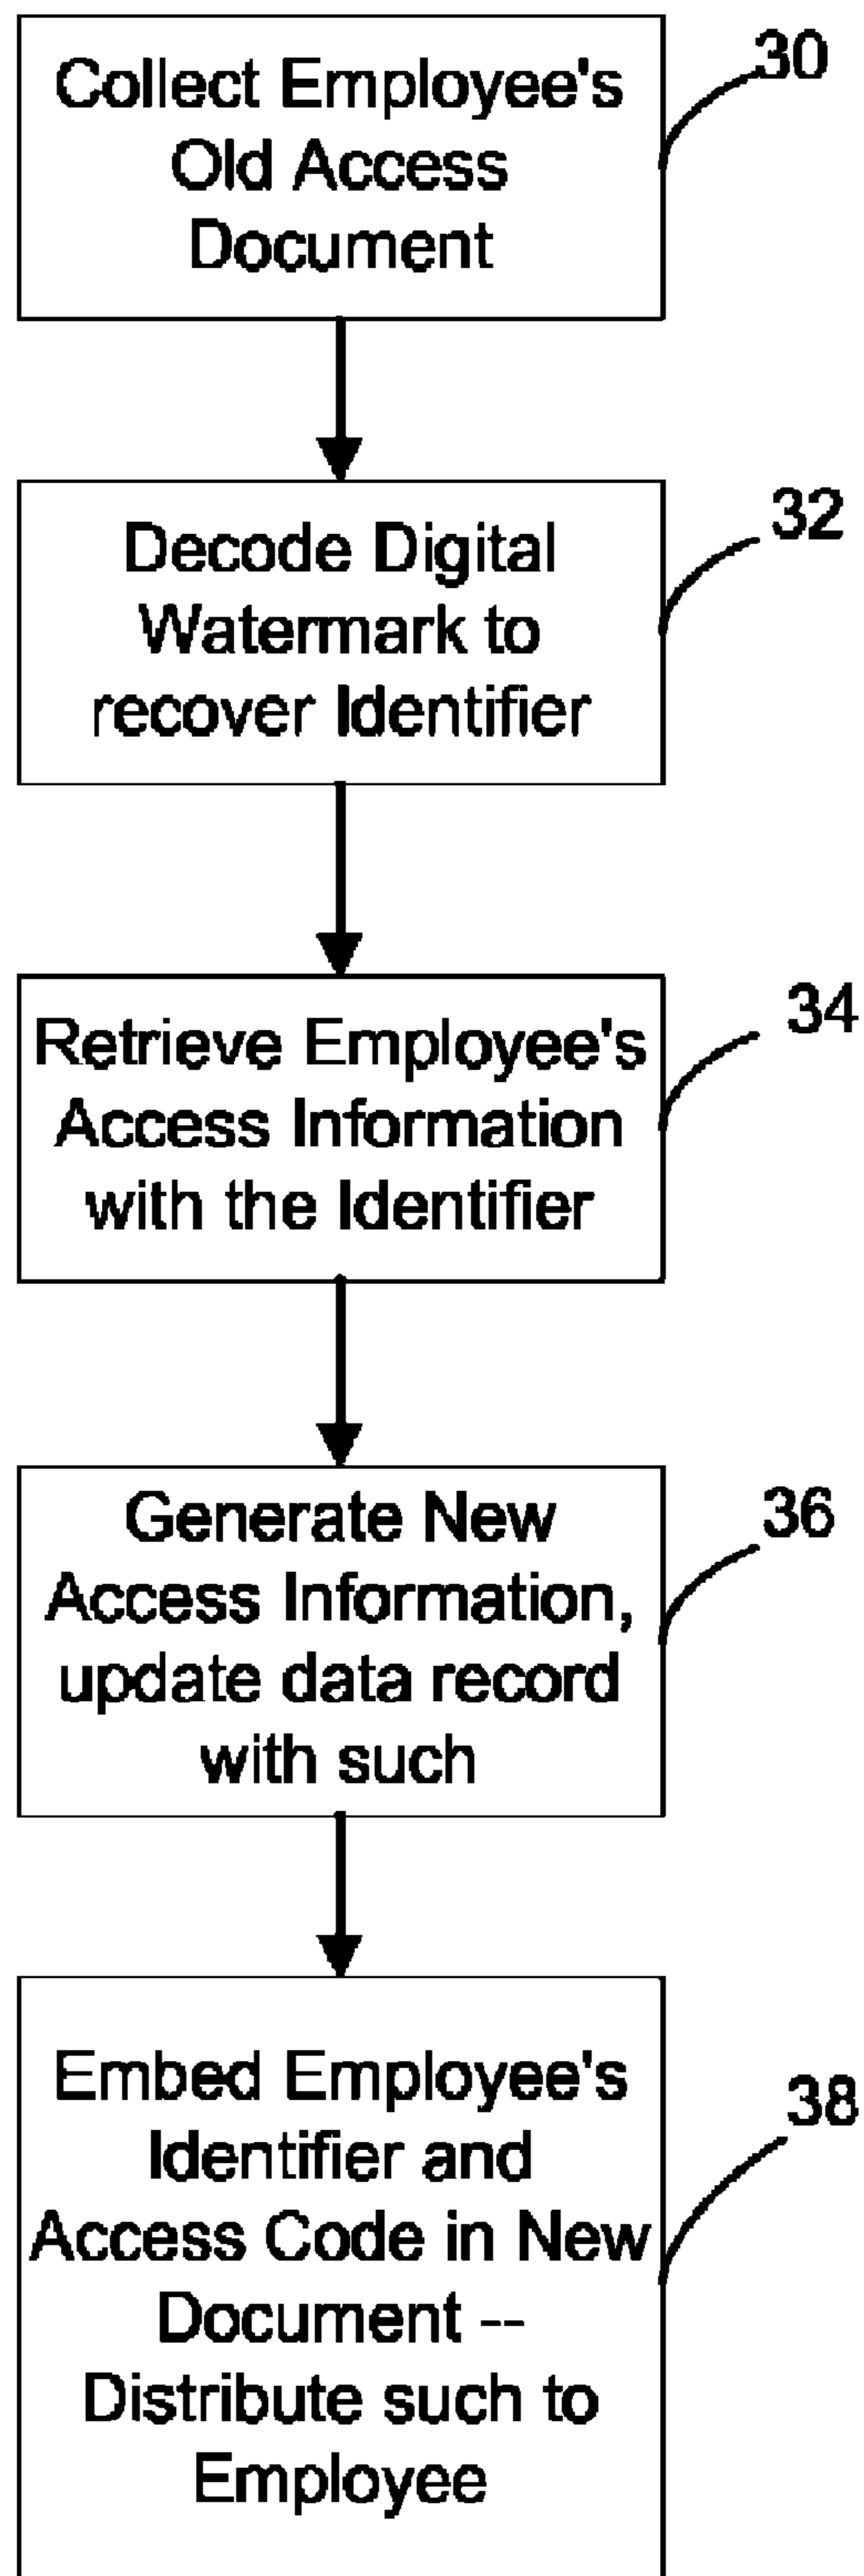 Collect Employee's
Old Access
Document
30
Decode Digital
Watermark to
recover Identifier
32
Retrieve Employee's
Access Information
with the Identifier
34
Generate New
Access Information,
update data record
with such
36
Embed Employee's
Identifier and
Access Code in New
Document --
Distribute such to
Employee
38